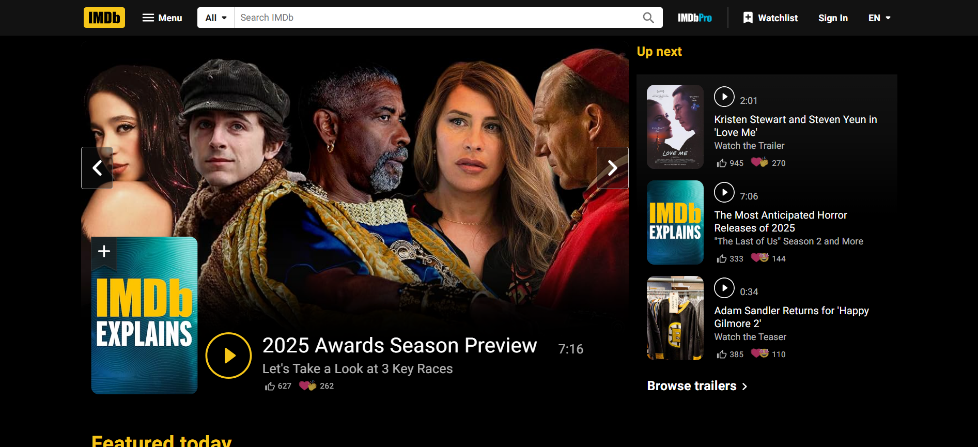 IMDb
Menu
All
Search IMDb
IMDbPro
Watchlist
Sign In
EN
Up next
LOVE ME
2:01
Kristen Stewart and Steven Yeun in
'Love Me'
Watch the Trailer
945
270
IMDb
EXPLAINS
7:06
The Most Anticipated Horror
Releases of 2025
"The Last of Us" Season 2 and More
333
144
0:34
Adam Sandler Returns for 'Happy
Gilmore 2'
Watch the Teaser
385
110
Browse trailers
IMDb
EXPLAINS
2025 Awards Season Preview
7:16
Let's Take a Look at 3 Key Races
627
262
Featured today